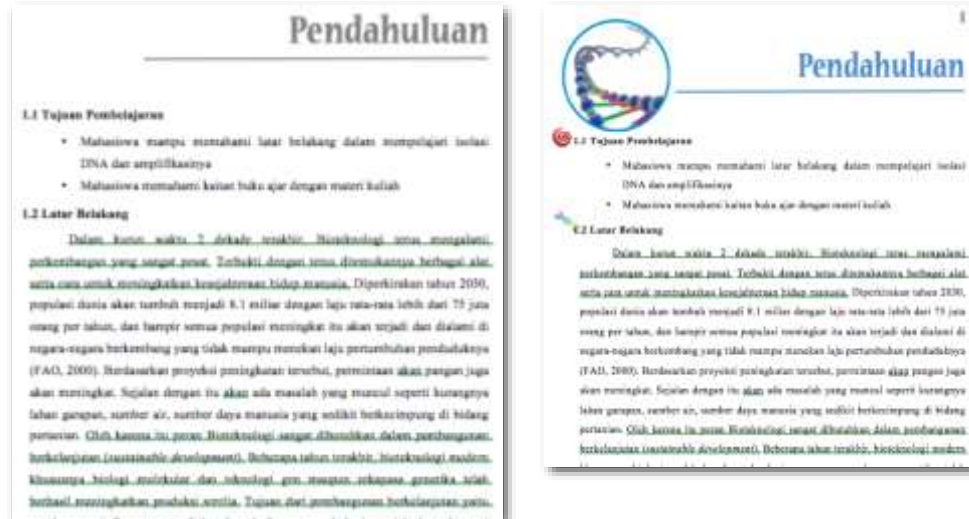 Pendahuluan
1.1 Tujuan Pembelajaran
• Mahasiswa mampu memahami latar belakang dalam mempelajari isolasi
DNA dan amplifikasinya
• Mahasiswa memahami kaitan buku ajar dengan materi kuliah
1.2 Latar Belakang
Dalam kurun waktu 2 dekade terakhir, Bioteknologi terus mengalami
perkembangan yang sangat pesat. Terbukti dengan terus ditemukannya berbagai alat
serta cara untuk meningkatkan kesejahteraan hidup manusia. Diperkirakan tahun 2030,
populasi dunia akan tumbuh menjadi 8.1 miliar dengan laju rata-rata lebih dari 75 juta
orang per tahun, dan hampir semua populasi meningkat itu akan terjadi dan dialami di
negara-negara berkembang yang tidak mampu menekan laju pertumbuhan penduduknya
(FAO, 2000). Berdasarkan proyeksi peningkatan tersebut, permintaan akan pangan juga
akan meningkat. Sejalan dengan itu akan ada masalah yang muncul seperti kurangnya
lahan garapan, sumber air, sumber daya manusia yang sedikit berkecimpung di bidang
pertanian. Oleh karena itu peran Bioteknologi sangat dibutuhkan dalam pembangunan
berkelanjutan (sustainable development). Beberapa tahun terakhir, bioteknologi modern
khususnya biologi molekular dan teknologi gen maupun rekayasa genetika telah
berhasil meningkatkan produksi Tujuan dari pembangunan berkelanjutan yaitu
1
Pendahuluan
1.1 Tujuan Pembelajaran
• Mahasiswa mampu memahami latar belakang dalam mempelajari isolasi
DNA dan amplifikasinya
• Mahasiswa memahami kaitan buku ajar dengan materi kuliah
1.2 Latar Belakang
Dalam kurun waktu 2 dekade terakhir, Bioteknologi terus mengalami
perkembangan yang sangat pesat. Terbukti dengan terus ditemukannya berbagai alat
serta cara untuk meningkatkan kesejahteraan hidup manusia. Diperkirakan tahun 2030,
populasi dunia akan tumbuh menjadi 8.1 miliar dengan laju rata-rata lebih dari 75 juta
orang per tahun, dan hampir semua populasi meningkat itu akan terjadi dan dialami di
negara-negara berkembang yang tidak mampu menekan laju pertumbuhan penduduknya
(FAO, 2000). Berdasarkan proyeksi peningkatan tersebut, permintaan akan pangan juga
akan meningkat. Sejalan dengan itu akan ada masalah yang muncul seperti kurangnya
lahan garapan, sumber air, sumber daya manusia yang sedikit berkecimpung di bidang
pertanian. Oleh karena itu peran Bioteknologi sangat dibutuhkan dalam pembangunan
berkelanjutan (sustainable development). Beberapa tahun terakhir, bioteknologi modern